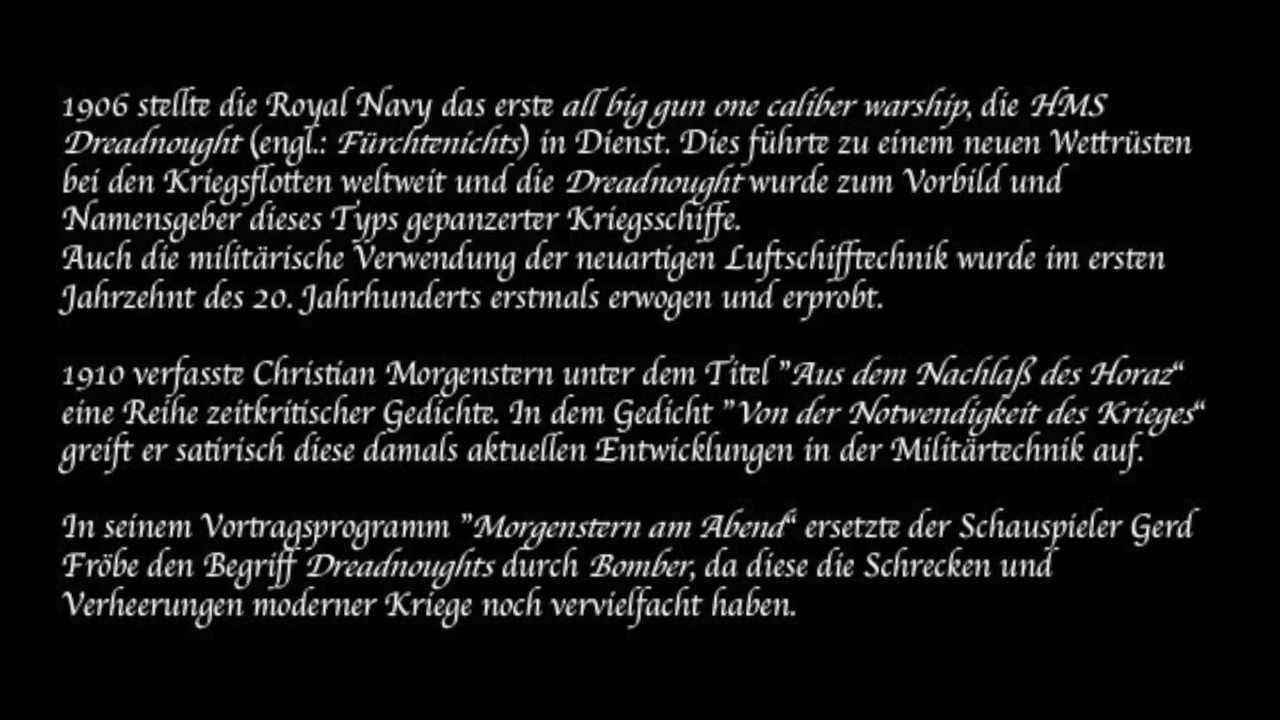 1906 stellte die Royal Navy das erste all big gun one caliber warship, die HMS
Dreadnought (engl.: Fürchtenichts) in Dienst. Dies führte zu einem neuen Wettrüsten
bei den Kriegsflotten weltweit und die Dreadnought wurde zum Vorbild und
Namensgeber dieses Typs gepanzerter Kriegsschiffe.
Auch die militärische Verwendung der neuartigen Luftschifftechnik wurde im ersten
Jahrzehnt des 20. Jahrhunderts erstmals erwogen und erprobt.
1910 verfasste Christian Morgenstern unter dem Titel ”Aus dem Nachlaß des Horaz“
eine Reihe zeitkritischer Gedichte. In dem Gedicht ”Von der Notwendigkeit des Krieges“
greift er satirisch diese damals aktuellen Entwicklungen in der Militärtechnik auf.
In seinem Vortragsprogramm ”Morgenstern am Abend“ ersetzte der Schauspieler Gerd
Fröbe den Begriff Dreadnoughts durch Bomber, da diese die Schrecken und
Verheerungen moderner Kriege noch vervielfacht haben.